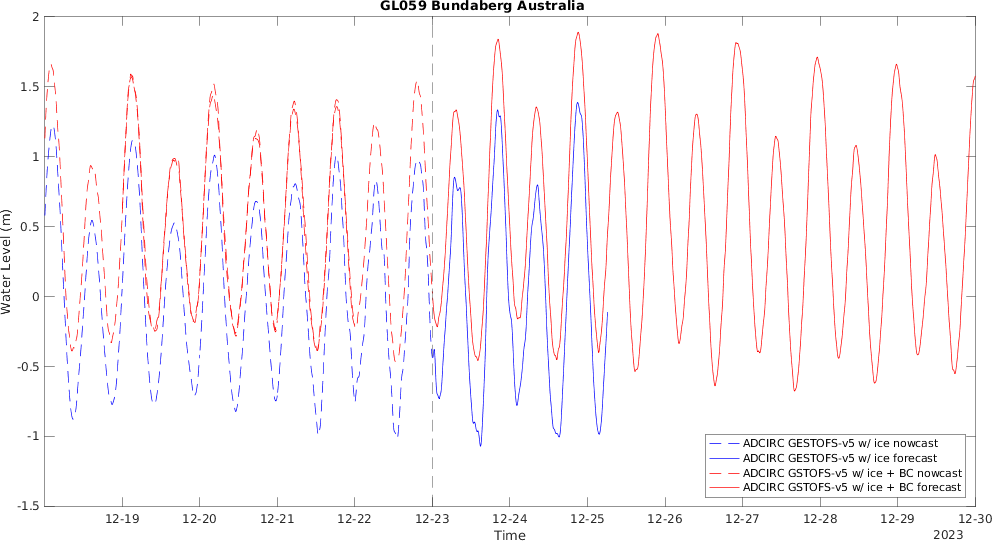 GL059 Bundaberg Australia
2
1.5
1
0.5
0
-0.5
-1
-1.5
Water Level (m)
ADCIRC GESTOFS-v5 w/ ice nowcast
ADCIRC GESTOFS-v5 w/ ice forecast
ADCIRC GSTOFS-v5 w/ ice + BC nowcast
ADCIRC GSTOFS-v5 w/ ice + BC forecast
12-19 12-20 12-21 12-22 12-23 12-24 12-25 12-26 12-27 12-28 12-29 12-30
Time
2023